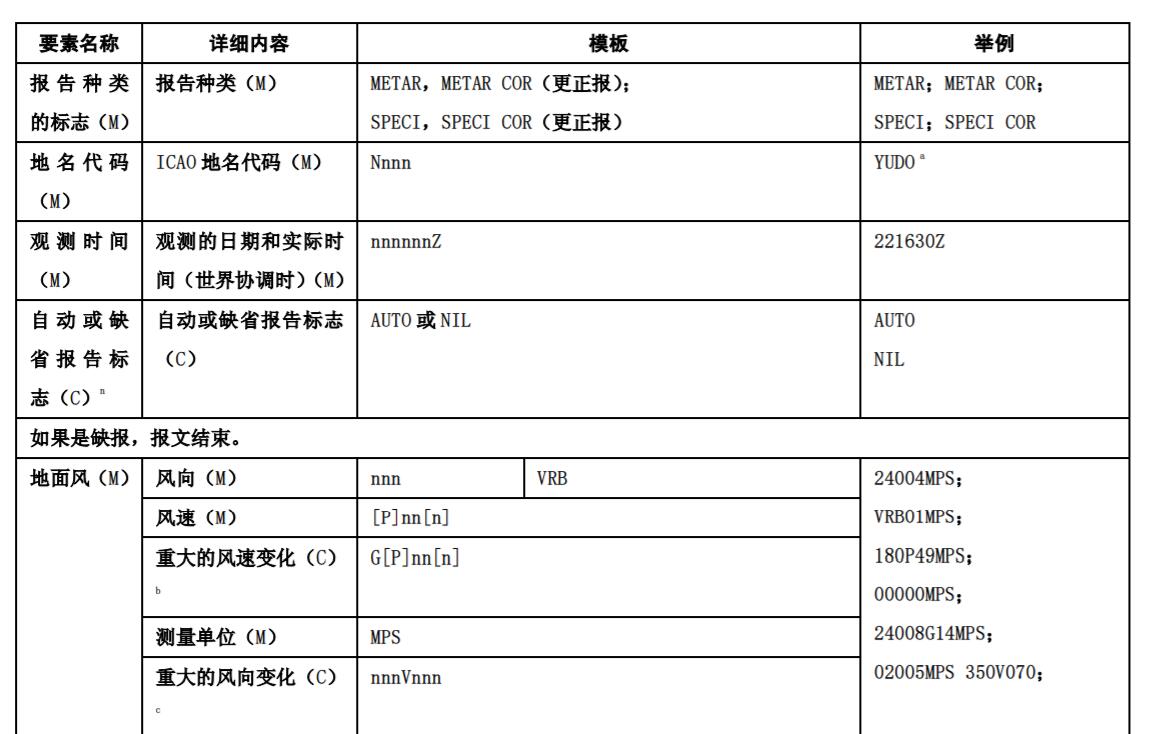 要素名称 详细内容 模板 举例
报告种类 报告种类（M） METAR，METAR COR（更正报）； METAR；METAR COR；
的标志（M） SPECI，SPECI COR（更正报） SPECI；SPECI COR
地名代码 ICAO 地名代码（M） Nnnn YUDO a
（M）
观测时间 观测的日期和实际时 nnnnnnZ 221630Z
（M） 间（世界协调时）（M）
自动或缺 自动或缺省报告标志 AUTO 或 NIL AUTO
省报告标 （C） NIL
志（C）n
如果是缺报，报文结束。
地面风（M） 风向（M） nnn VRB 24004MPS；
风速（M） [P]nn[n] VRB01MPS；
重大的风速变化（C） G[P]nn[n] 180P49MPS；
b 00000MPS；
测量单位（M） MPS 24008G14MPS；
重大的风向变化（C） nnnVnnn 02005MPS 350V070；
c